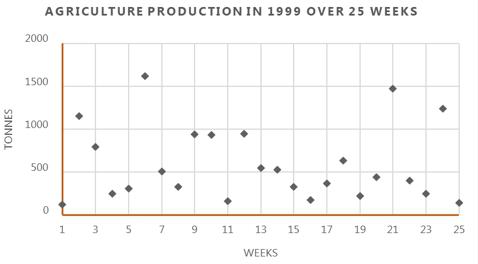 AGRICULTURE PRODUCTION IN 1999 OVER 25 WEEKS
2000
1500
1000
500
0
TONNES
1 3 5 7 9 11 13 15 17 19 21 23 25
WEEKS